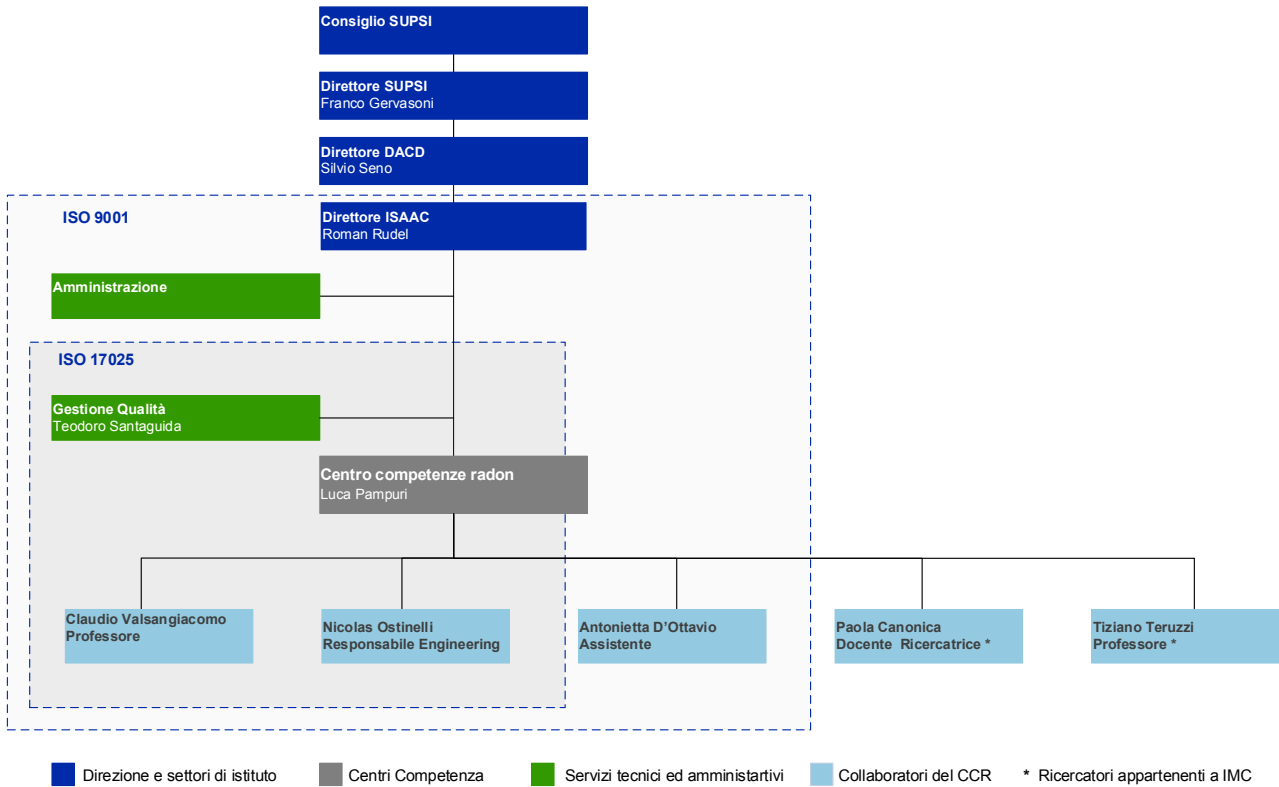 Consiglio SUPSI
Direttore SUPSI
Franco Gervasoni
Direttore DACD
Silvio Seno
ISO 9001
Direttore ISAAC
Roman Rudel
Amministrazione
ISO 17025
Gestione Qualità
Teodoro Santaguida
Centro competenze radon
Luca Pampuri
Claudio Valsangiacomo
Professore
Nicolas Ostinelli
Responsabile Engineering
Antonietta D'Ottavio
Assistente
Paola Canonica
Docente Ricercatrice *
Tiziano Teruzzi
Professore *
Direzione e settori di istituto
Centri Competenza
Servizi tecnici ed amministartivi
Collaboratori del CCR
* Ricercatori appartenenti a IMC